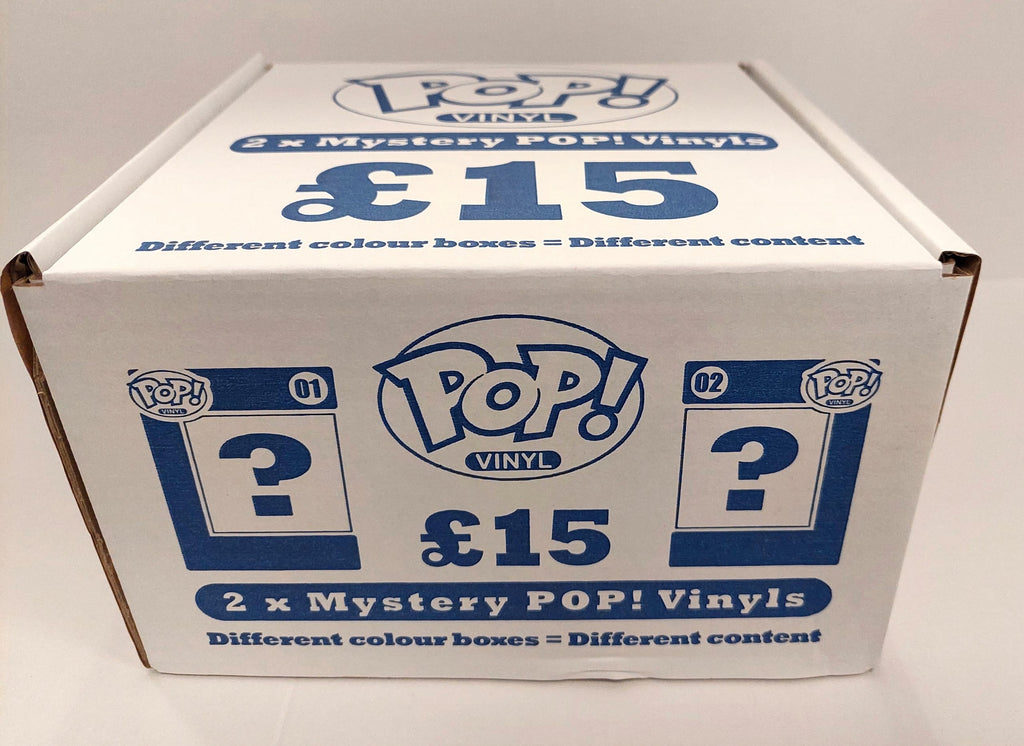 POP!
VINYL
2 x Mystery POP! Vinyls
£15
Different colour boxes = Different content
POP!
VINYL
01
?
POP!
VINYL
02
POP!
VINYL
?
£15
2 x Mystery POP! Vinyls
Different colour boxes = Different content